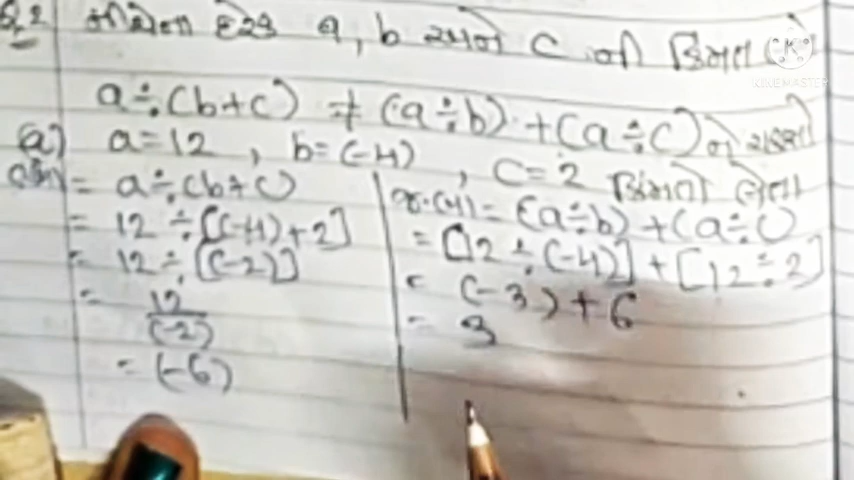 Q.2 નીચેના દરેક a, b અને c ની કિંમત
K
KINEMASTER
a÷(b+c) ≠ (a÷b) + (a÷c)
(a) a=12, b=(-4), c=2
= a÷(b+c)
= 12 ÷ [(-4)+2]
= 12 ÷ [(-2)]
= 12
(-2)
= (-6)
= (a÷b) + (a÷c)
= [12 ÷ (-4)] + [12÷2]
= (-3) + 6
= 3